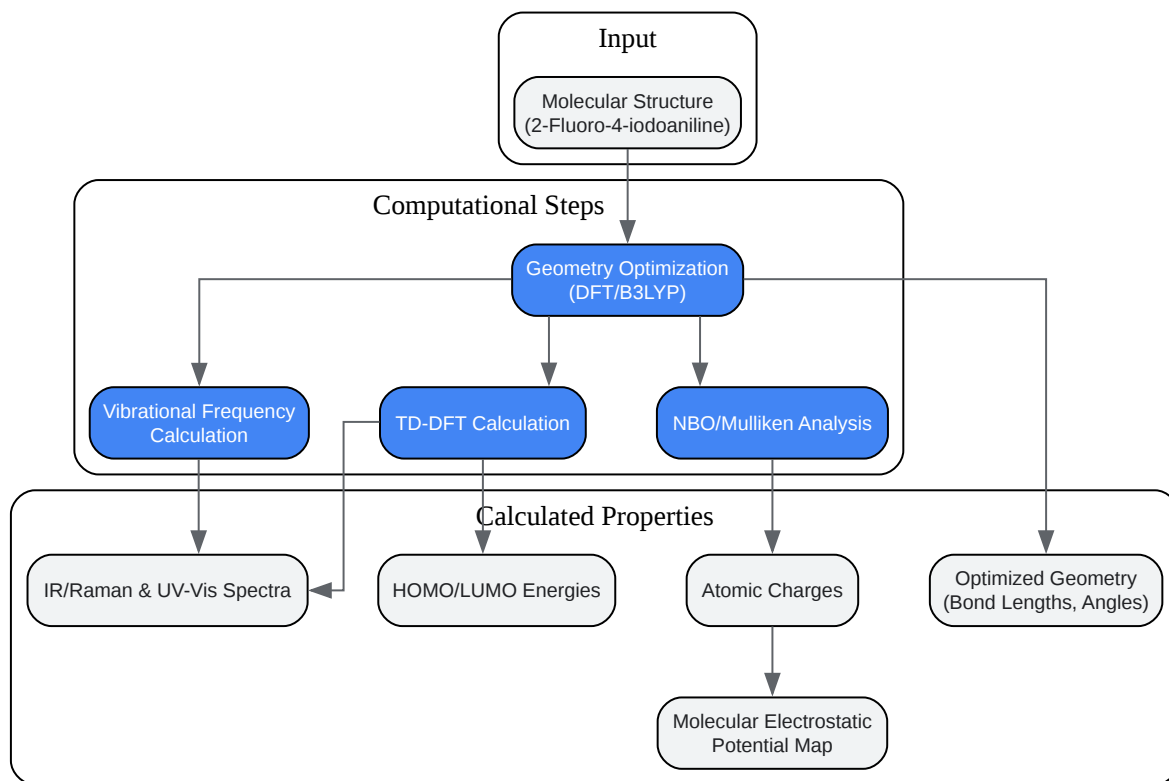 Input
Molecular Structure
(2-Fluoro-4-iodoaniline)
Computational Steps
Geometry Optimization
(DFT/B3LYP)
Vibrational Frequency
Calculation
TD-DFT Calculation
NBO/Mulliken Analysis
Calculated Properties
IR/Raman & UV-Vis Spectra
HOMO/LUMO Energies
Atomic Charges
Optimized Geometry
(Bond Lengths, Angles)
Molecular Electrostatic
Potential Map